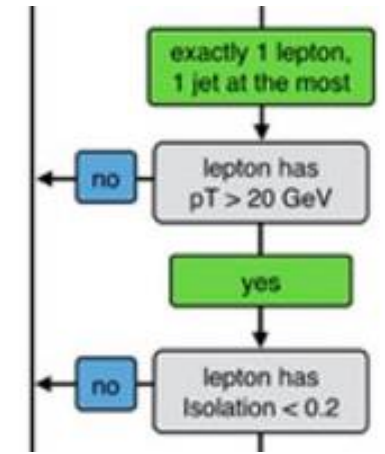 exactly 1 lepton,
1 jet at the most
no
lepton has
pT > 20 GeV
yes
no
lepton has
Isolation < 0.2